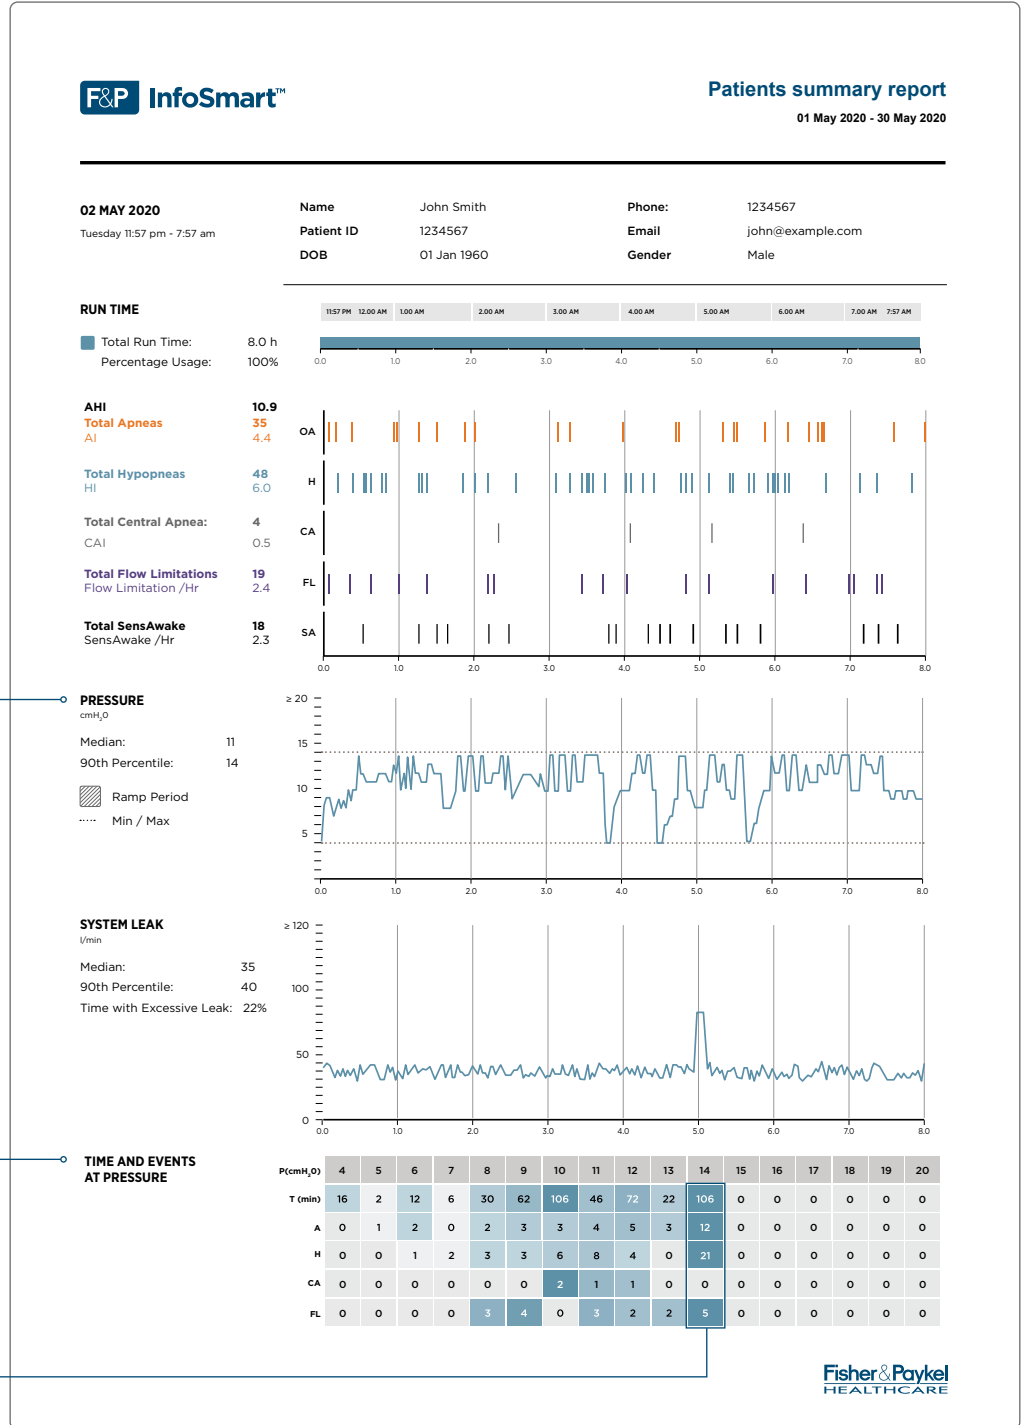 F&P InfoSmart™
Patients summary report
01 May 2020 - 30 May 2020
02 MAY 2020
Tuesday 11:57 pm - 7:57 am
Name John Smith Phone: 1234567
Patient ID 1234567 Email john@example.com
DOB 01 Jan 1960 Gender Male
RUN TIME
11:57 PM 12.00 AM 1.00 AM 2.00 AM 3.00 AM 4.00 AM 5.00 AM 6.00 AM 7.00 AM 7:57 AM
Total Run Time: 8.0 h
Percentage Usage: 100%
0.0 1.0 2.0 3.0 4.0 5.0 6.0 7.0 8.0
AHI 10.9
Total Apneas 35
AI 4.4
OA
Total Hypopneas 48
HI 6.0
H
Total Central Apnea: 4
CAI 0.5
CA
Total Flow Limitations 19
Flow Limitation /Hr 2.4
FL
Total SensAwake 18
SensAwake /Hr 2.3
SA
0.0 1.0 2.0 3.0 4.0 5.0 6.0 7.0 8.0
PRESSURE
cmH₂0
Median: 11
90th Percentile: 14
Ramp Period
Min / Max
≥ 20
15
10
5
0.0 1.0 2.0 3.0 4.0 5.0 6.0 7.0 8.0
SYSTEM LEAK
l/min
Median: 35
90th Percentile: 40
Time with Excessive Leak: 22%
≥ 120
100
50
0
0.0 1.0 2.0 3.0 4.0 5.0 6.0 7.0 8.0
TIME AND EVENTS
AT PRESSURE
P(cmH₂0) 4 5 6 7 8 9 10 11 12 13 14 15 16 17 18 19 20
T (min) 16 2 12 6 30 62 106 46 72 22 106 0 0 0 0 0 0
A 0 1 2 0 2 3 3 4 5 3 12 0 0 0 0 0 0
H 0 0 1 2 3 3 6 8 4 0 21 0 0 0 0 0 0
CA 0 0 0 0 0 0 2 1 1 0 0 0 0 0 0 0 0
FL 0 0 0 0 3 4 0 3 2 2 5 0 0 0 0 0 0
Fisher & Paykel
HEALTHCARE